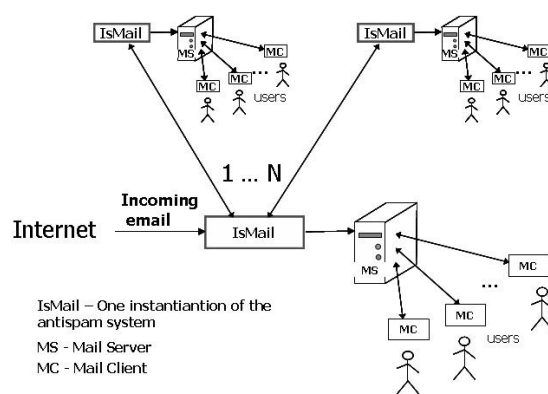 IsMail
MS
MC
MC
MC
...
users
IsMail
MS
MC
MC
MC
...
users
1 ... N
Incoming
email
Internet
IsMail
MS
MC
...
MC
MC
users
IsMail – One instantiantion of the
antispam system
MS - Mail Server
MC - Mail Client